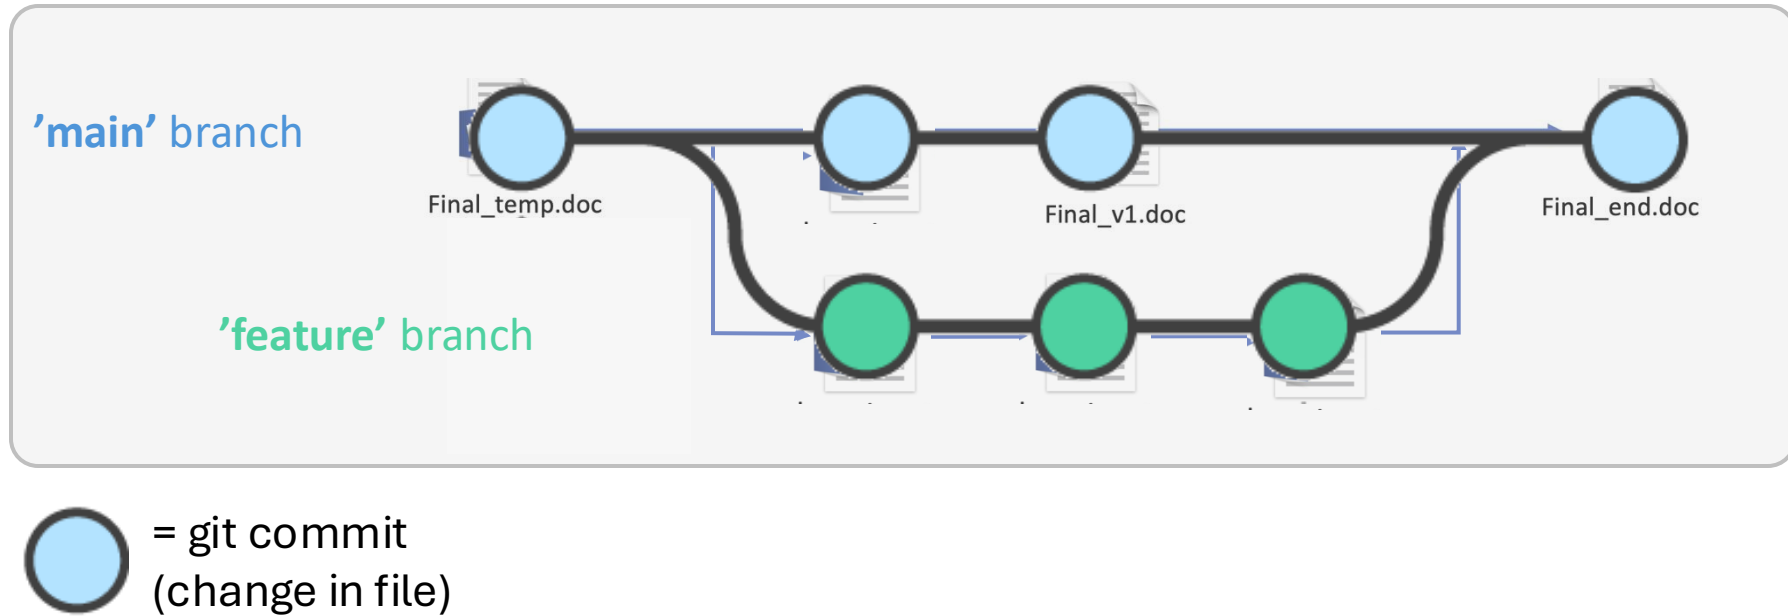 ’main’ branch
Final_temp.doc
Final_v1.doc
Final_end.doc
’feature’ branch
= git commit
(change in file)